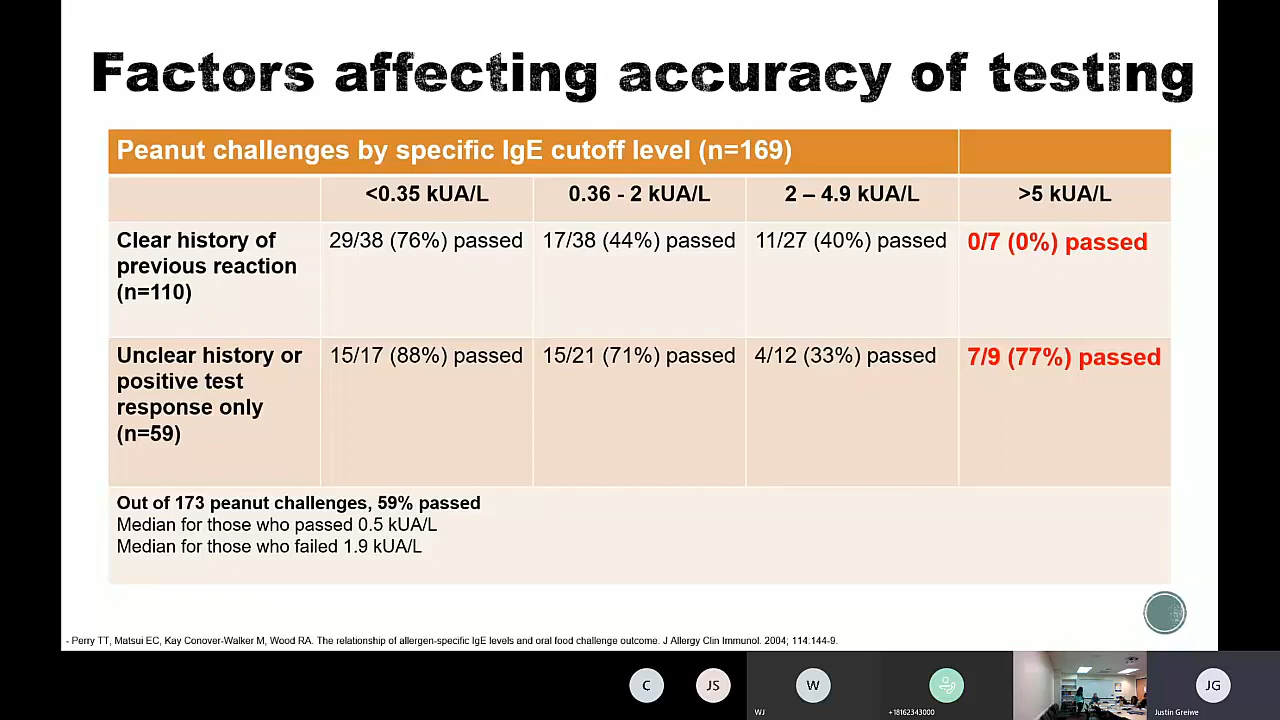 Factors affecting accuracy of testing
Peanut challenges by specific IgE cutoff level (n=169)
<0.35 kUA/L
0.36 - 2 kUA/L
2 – 4.9 kUA/L
>5 kUA/L
Clear history of
previous reaction
(n=110)
29/38 (76%) passed
17/38 (44%) passed
11/27 (40%) passed
0/7 (0%) passed
Unclear history or
positive test
response only
(n=59)
15/17 (88%) passed
15/21 (71%) passed
4/12 (33%) passed
7/9 (77%) passed
Out of 173 peanut challenges, 59% passed
Median for those who passed 0.5 kUA/L
Median for those who failed 1.9 kUA/L
- Perry TT, Matsui EC, Kay Conover-Walker M, Wood RA. The relationship of allergen-specific IgE levels and oral food challenge outcome. J Allergy Clin Immunol. 2004; 114:144-9.
C
JS
W
WJ
+18162343000
JG
Justin Greiwe